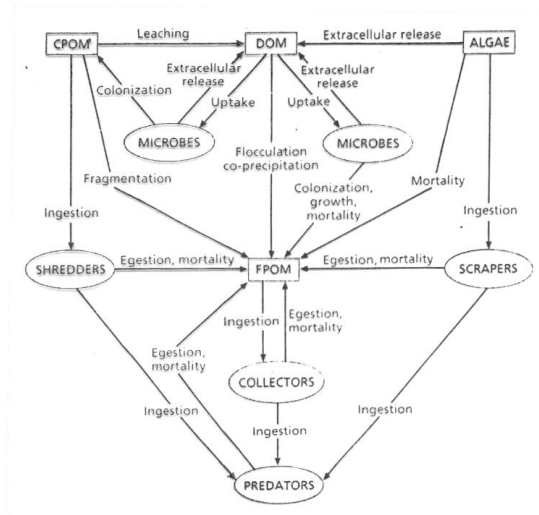 Leaching
Extracellular release
CPOM
DOM
ALGAE
Extracellular
release
Extracellular
release
Colonization
Uptake
Uptake
MICROBES
MICROBES
Flocculation
co-precipitation
Fragmentation
Colonization,
growth,
mortality
Mortality
Ingestion
Ingestion
Egestion, mortality
Egestion, mortality
SHREDDERS
FPOM
SCRAPERS
Ingestion
Egestion,
mortality
Egestion,
mortality
COLLECTORS
Ingestion
Ingestion
Ingestion
PREDATORS